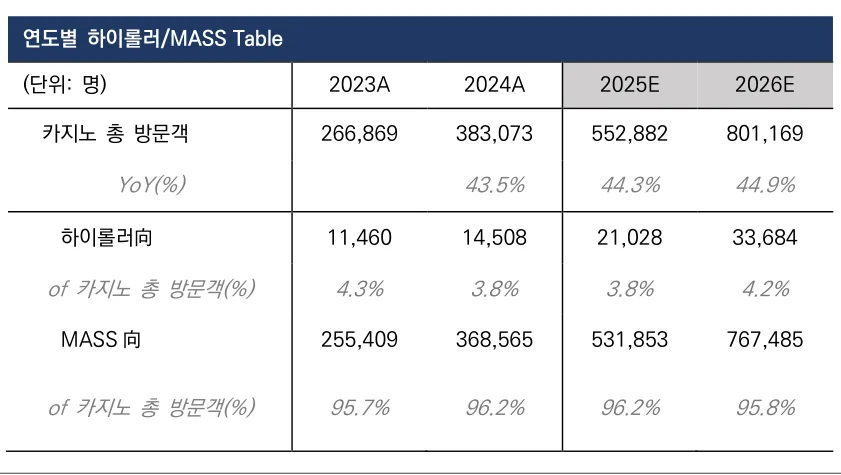 연도별 하이롤러/MASS Table
(단위: 명) 2023A 2024A 2025E 2026E
카지노 총 방문객 266,869 383,073 552,882 801,169
YoY(%) 43.5% 44.3% 44.9%
하이롤러向 11,460 14,508 21,028 33,684
of 카지노 총 방문객(%) 4.3% 3.8% 3.8% 4.2%
MASS向 255,409 368,565 531,853 767,485
of 카지노 총 방문객(%) 95.7% 96.2% 96.2% 95.8%